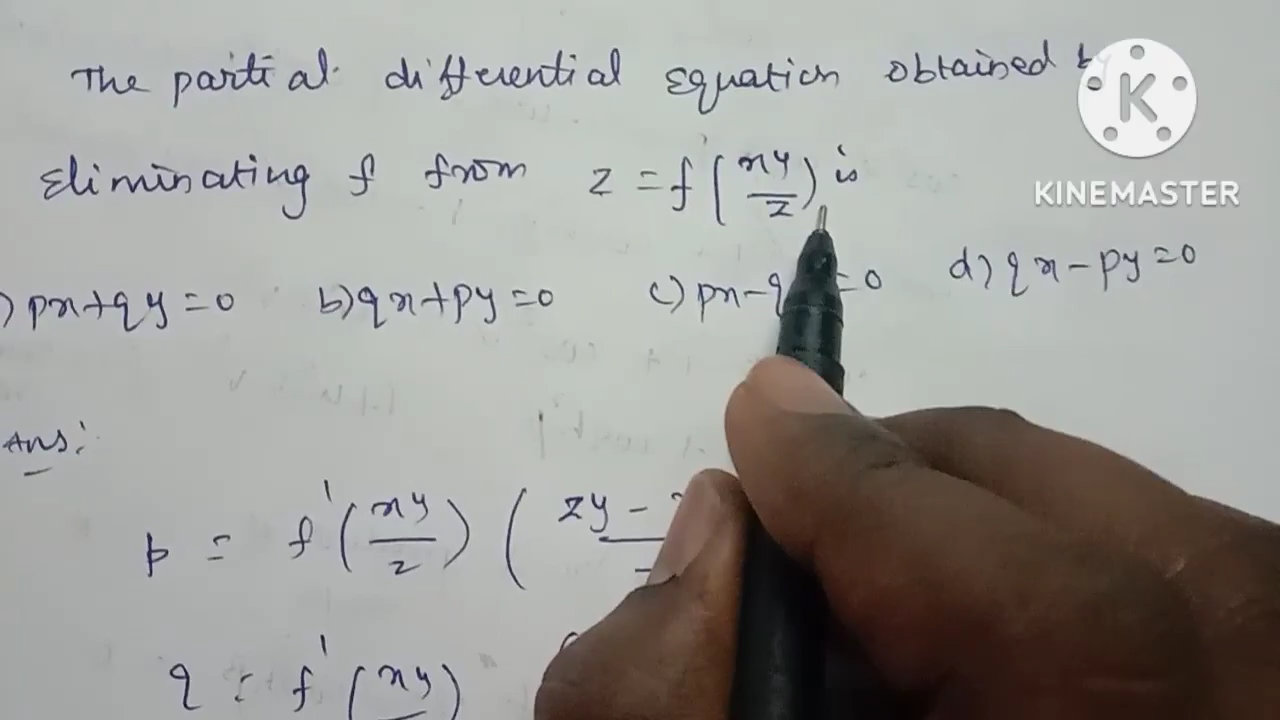 The partial differential Equation obtained by
Eliminating f from z = f(xy/z) is
) px+qy=0 b) qx+py=0 c) px-q =0 d) qx-py=0
Ans:
p = f'(xy/z) ( zy -
q = f'(xy
K
KINEMASTER